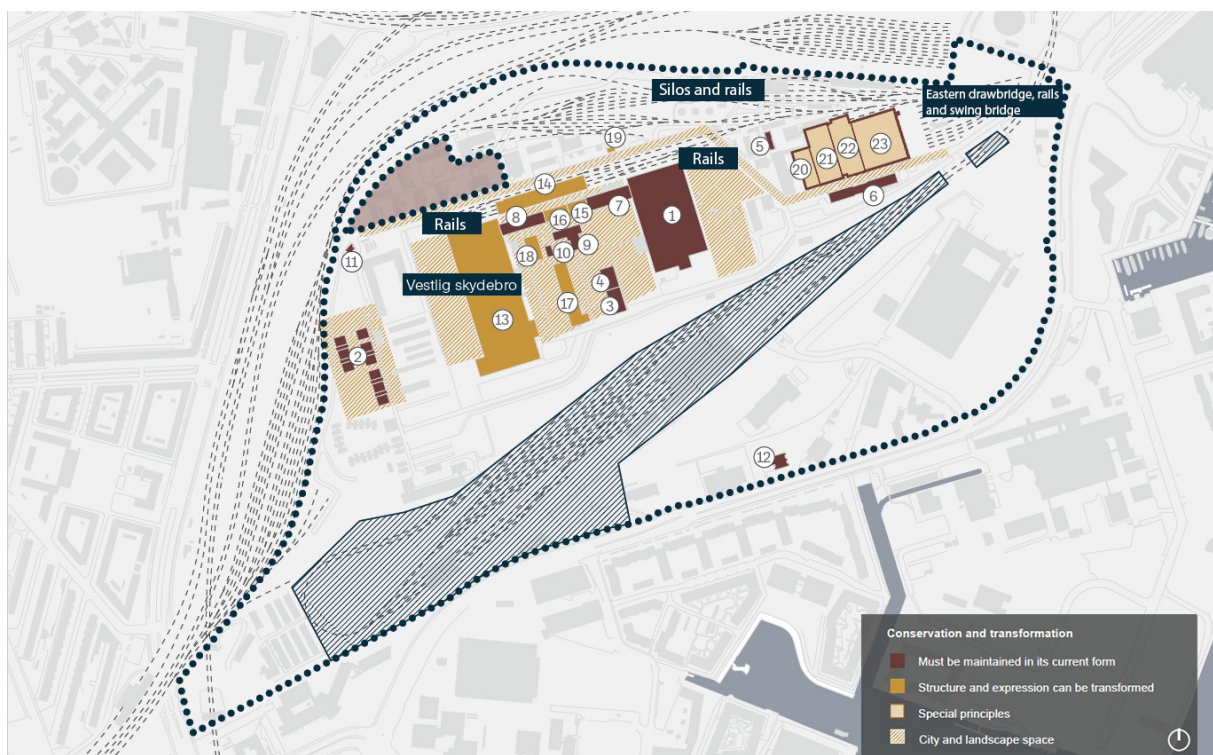 Silos and rails
Eastern drawbridge, rails
and swing bridge
19
5
22
23
21
20
Rails
14
7
6
8
15
16
1
Rails
9
18
10
11
4
Vestlig skydebro
17
3
13
2
12
Conservation and transformation
Must be maintained in its current form
Structure and expression can be transformed
Special principles
City and landscape space